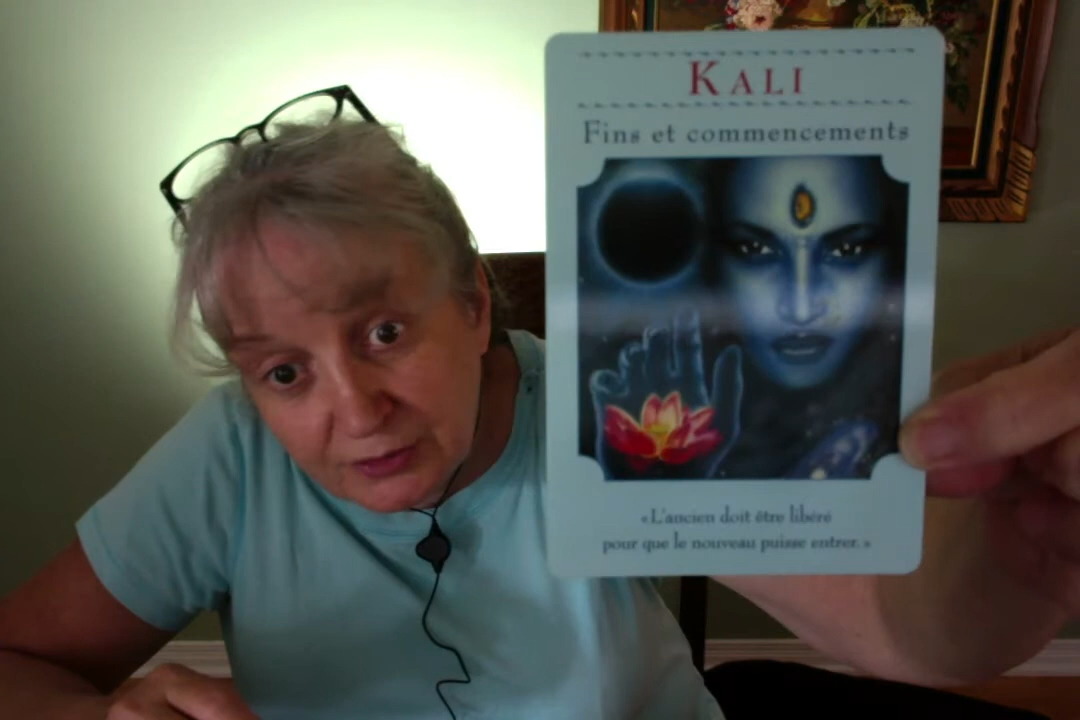 KALI
Fins et commencements
«L'ancien doit être libéré
pour que le nouveau puisse entrer.»